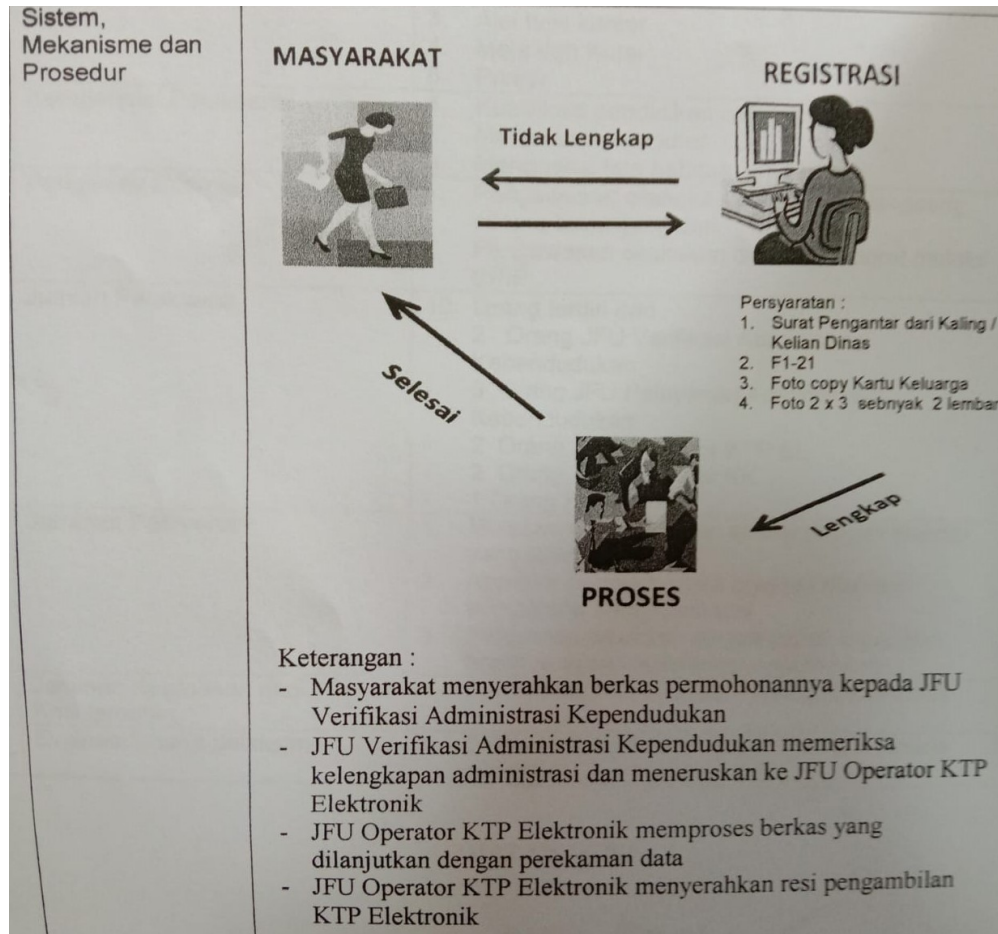 Sistem,
Mekanisme dan
Prosedur
MASYARAKAT
REGISTRASI
Tidak Lengkap
Persyaratan :
1. Surat Pengantar dari Kaling /
Kelian Dinas
2. F1-21
3. Foto copy Kartu Keluarga
4. Foto 2 x 3 sebnyak 2 lembar
Selesai
Lengkap
PROSES
Keterangan :
- Masyarakat menyerahkan berkas permohonannya kepada JFU
Verifikasi Administrasi Kependudukan
- JFU Verifikasi Administrasi Kependudukan memeriksa
kelengkapan administrasi dan meneruskan ke JFU Operator KTP
Elektronik
- JFU Operator KTP Elektronik memproses berkas yang
dilanjutkan dengan perekaman data
- JFU Operator KTP Elektronik menyerahkan resi pengambilan
KTP Elektronik